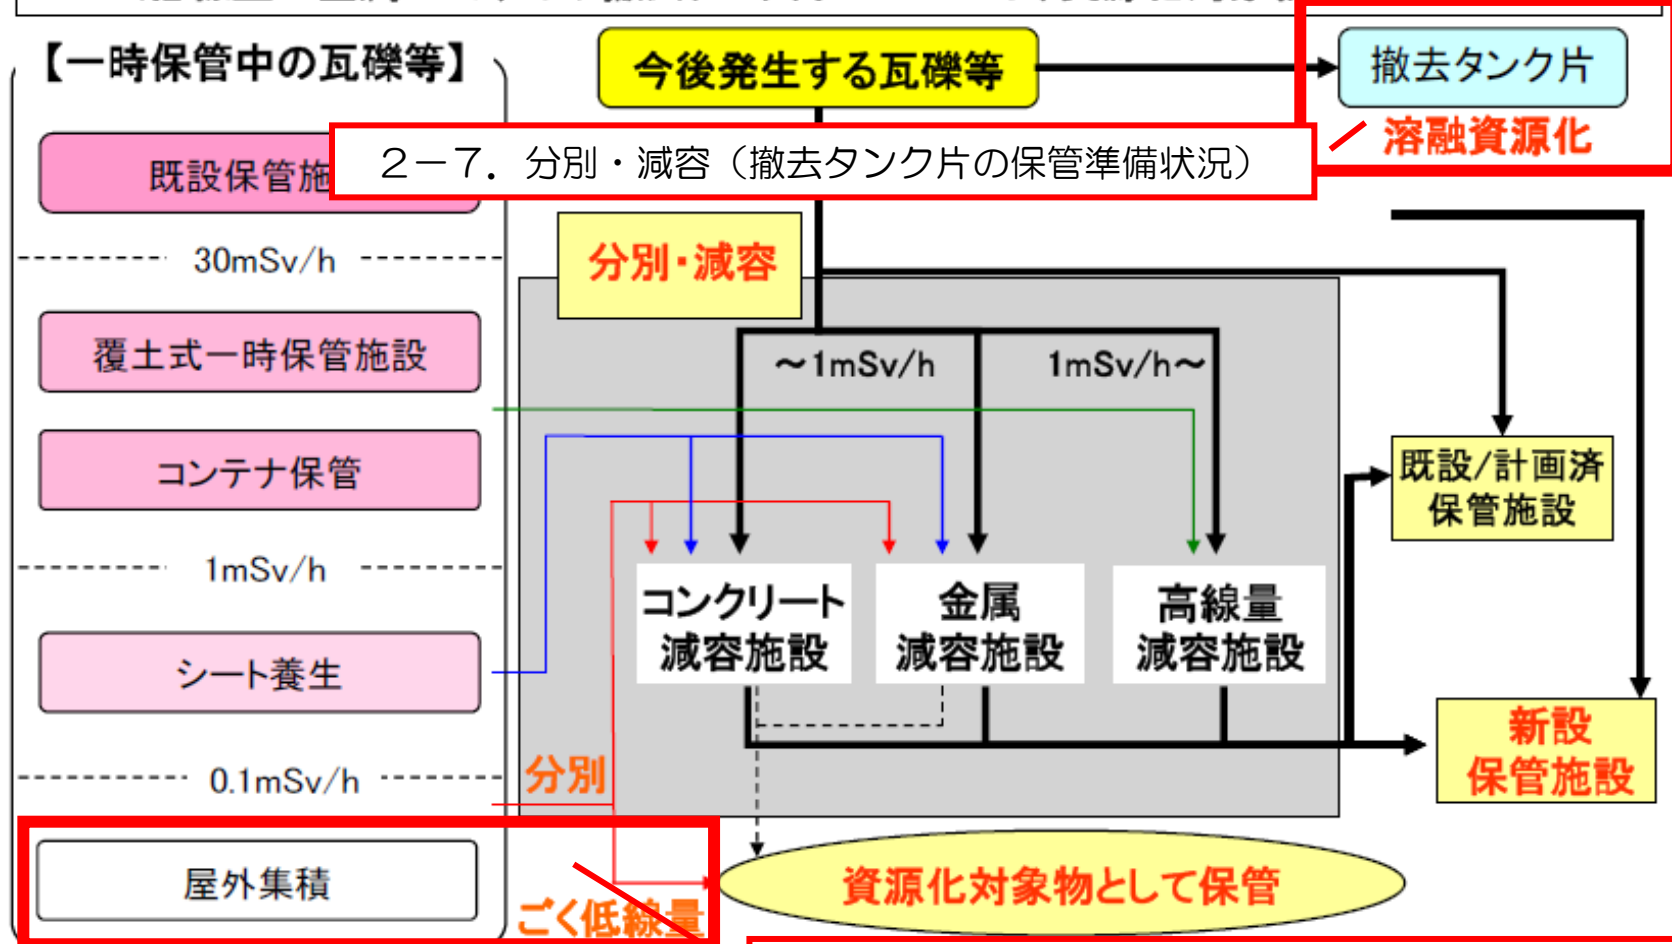 【一時保管中の瓦礫等】
今後発生する瓦礫等
撤去タンク片
溶融資源化
既設保管施
2－7．分別・減容（撤去タンク片の保管準備状況）
30mSv/h
分別・減容
覆土式一時保管施設
～1mSv/h
1mSv/h～
コンテナ保管
既設/計画済
保管施設
1mSv/h
コンクリート
減容施設
金属
減容施設
高線量
減容施設
シート養生
新設
保管施設
0.1mSv/h
分別
屋外集積
資源化対象物として保管
ごく低線量